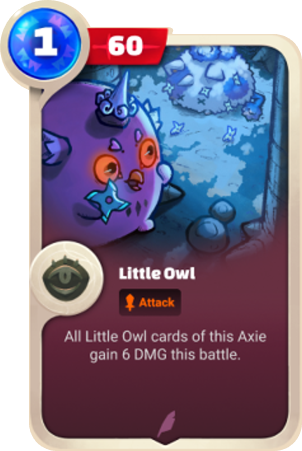 1
60
Little Owl
Attack
All Little Owl cards of this Axie
gain 6 DMG this battle.